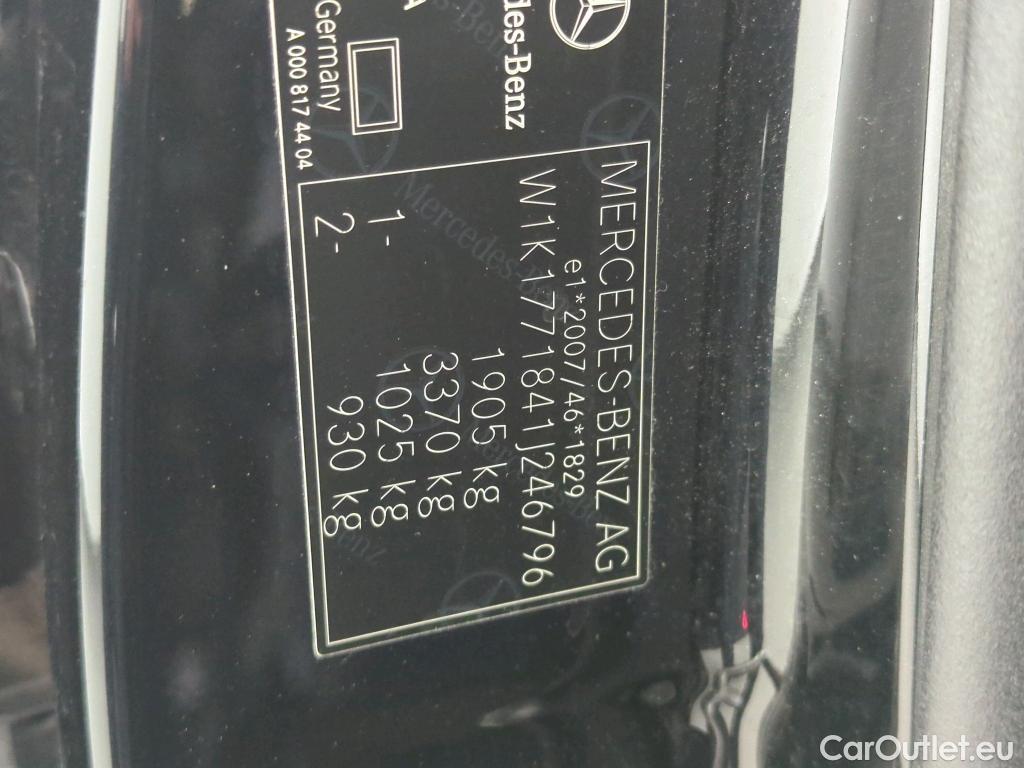 des-Benz
Germany
A 000 817 44 04
MERCEDES-BENZ AG
e1*2007/46*1829
W1K1771841J246796
1905 kg
3370 kg
1- 1025 kg
2- 930 kg
CarOutlet.eu